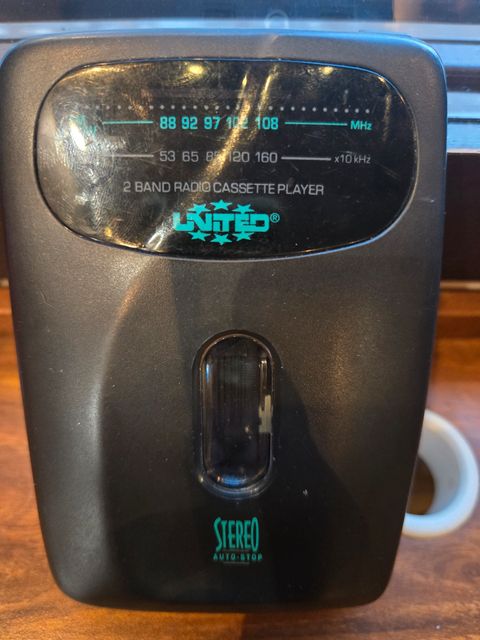 88 92 97 102 108 MHz
53 65 85 120 160 x10 kHz
2 BAND RADIO CASSETTE PLAYER
UNITED®
STEREO
AUTO-STOP